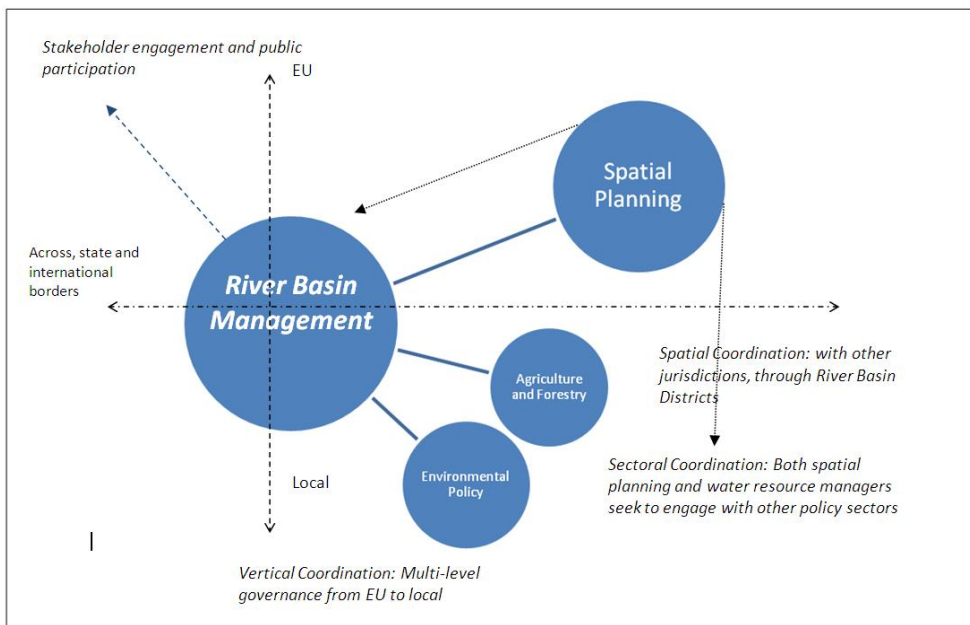 Stakeholder engagement and public
participation
EU
Spatial
Planning
Across, state and
international
borders
River Basin
Management
Spatial Coordination: with other
jurisdictions, through River Basin
Districts
Agriculture
and Forestry
Environmental
Policy
Local
Sectoral Coordination: Both spatial
planning and water resource managers
seek to engage with other policy sectors
Vertical Coordination: Multi-level
governance from EU to local